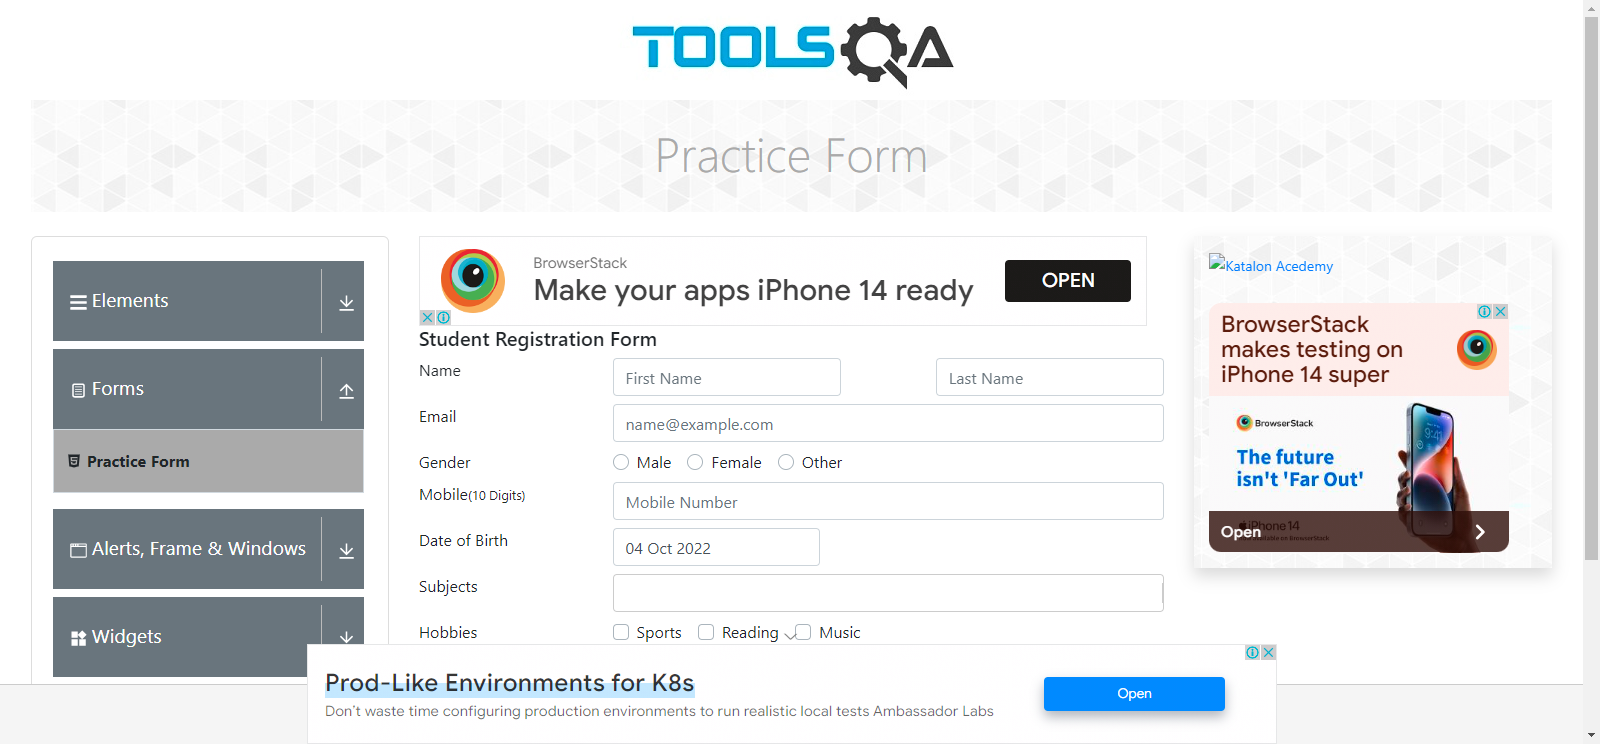 TOOLSQA
Practice Form
Elements
Forms
Practice Form
Alerts, Frame & Windows
Widgets
BrowserStack
Make your apps iPhone 14 ready
OPEN
Student Registration Form
Name
First Name
Last Name
Email
name@example.com
Gender
Male
Female
Other
Mobile(10 Digits)
Mobile Number
Date of Birth
04 Oct 2022
Subjects
Hobbies
Sports
Reading
Music
Katalon Acedemy
BrowserStack
makes testing on
iPhone 14 super
BrowserStack
The future
isn't 'Far Out'
9:41
iPhone 14
Open
Prod-Like Environments for K8s
Don't waste time configuring production environments to run realistic local tests Ambassador Labs
Open